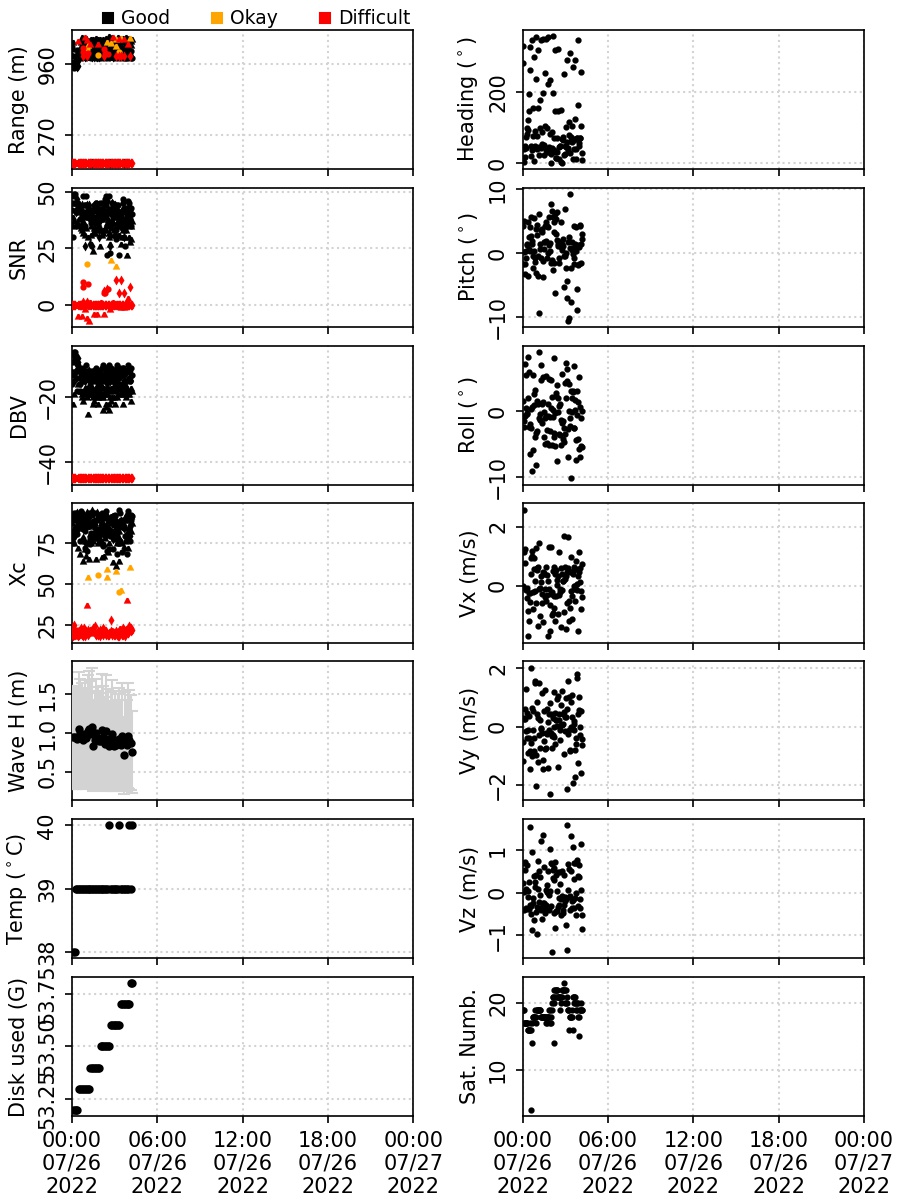 Good Okay Difficult
Range (m)
960
270
Heading (°)
200
0
SNR
50
25
0
Pitch (°)
10
0
−10
DBV
−20
−40
Roll (°)
0
−10
Xc
75
50
25
Vx (m/s)
2
0
Wave H (m)
1.5
1.0
0.5
Vy (m/s)
2
0
−2
Temp (°C)
40
39
38
Vz (m/s)
1
0
−1
Disk used (G)
53.75
53.50
53.25
Sat. Numb.
20
10
00:00 06:00 12:00 18:00 00:00
07/26 07/26 07/26 07/26 07/27
2022 2022 2022 2022 2022
00:00 06:00 12:00 18:00 00:00
07/26 07/26 07/26 07/26 07/27
2022 2022 2022 2022 2022